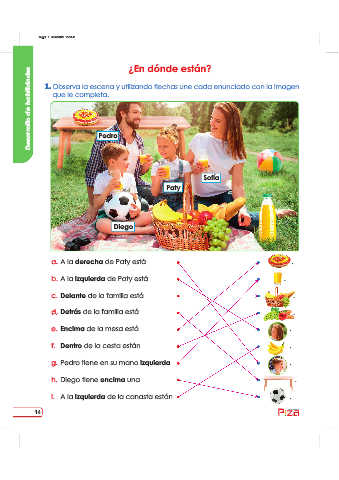 ¿En dónde están?
Desarrollo de habilidades
1. Observa la escena y utilizando flechas une cada enunciado con la imagen
que le completa.
Pedro
Sofía
Paty
Diego
a. A la derecha de Paty está
b. A la izquierda de Paty está
c. Delante de la familia está
d. Detrás de la familia está
e. Encima de la mesa está
f. Dentro de la cesta están
g. Pedro tiene en su mano izquierda
h. Diego tiene encima una
i. A la izquierda de la canasta están
14